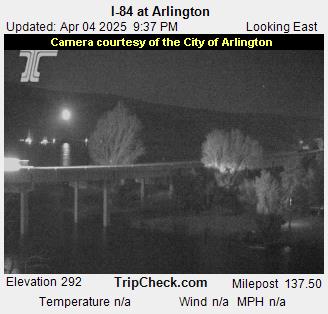 I-84 at Arlington
Updated: Apr 04 2025 9:37 PM Looking East
Camera courtesy of the City of Arlington
Elevation 292 TripCheck.com Milepost 137.50
Temperature n/a Wind n/a MPH n/a